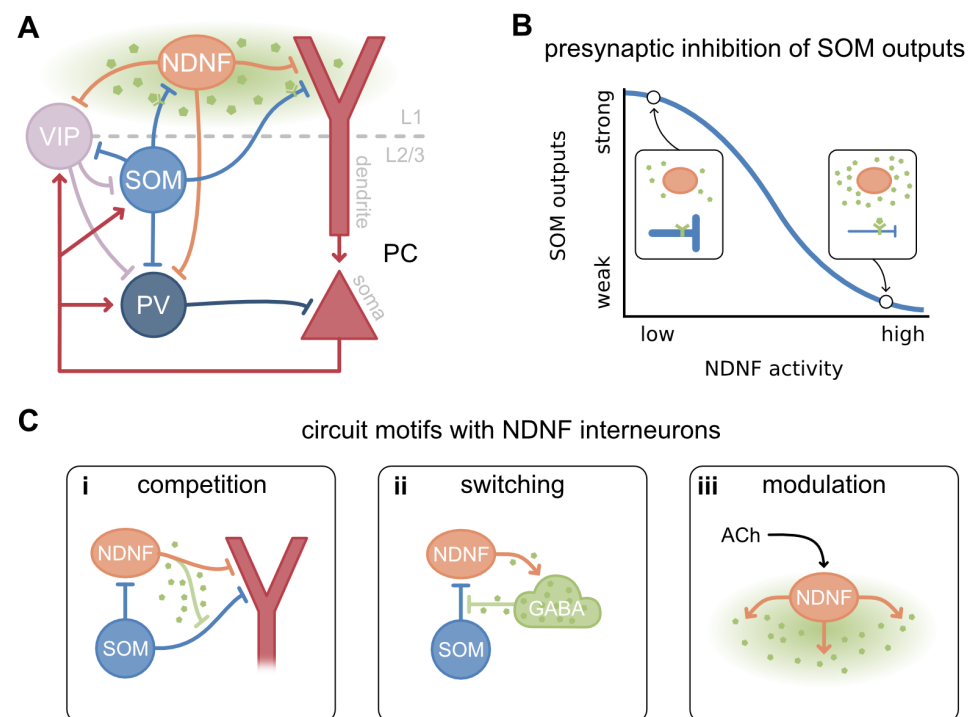 A
NDNF
VIP
L1
L2/3
SOM
dendrite
PC
PV
soma
B
presynaptic inhibition of SOM outputs
strong
SOM outputs
weak
low
high
NDNF activity
C
circuit motifs with NDNF interneurons
i competition
NDNF
SOM
ii switching
NDNF
GABA
SOM
iii modulation
ACh
NDNF